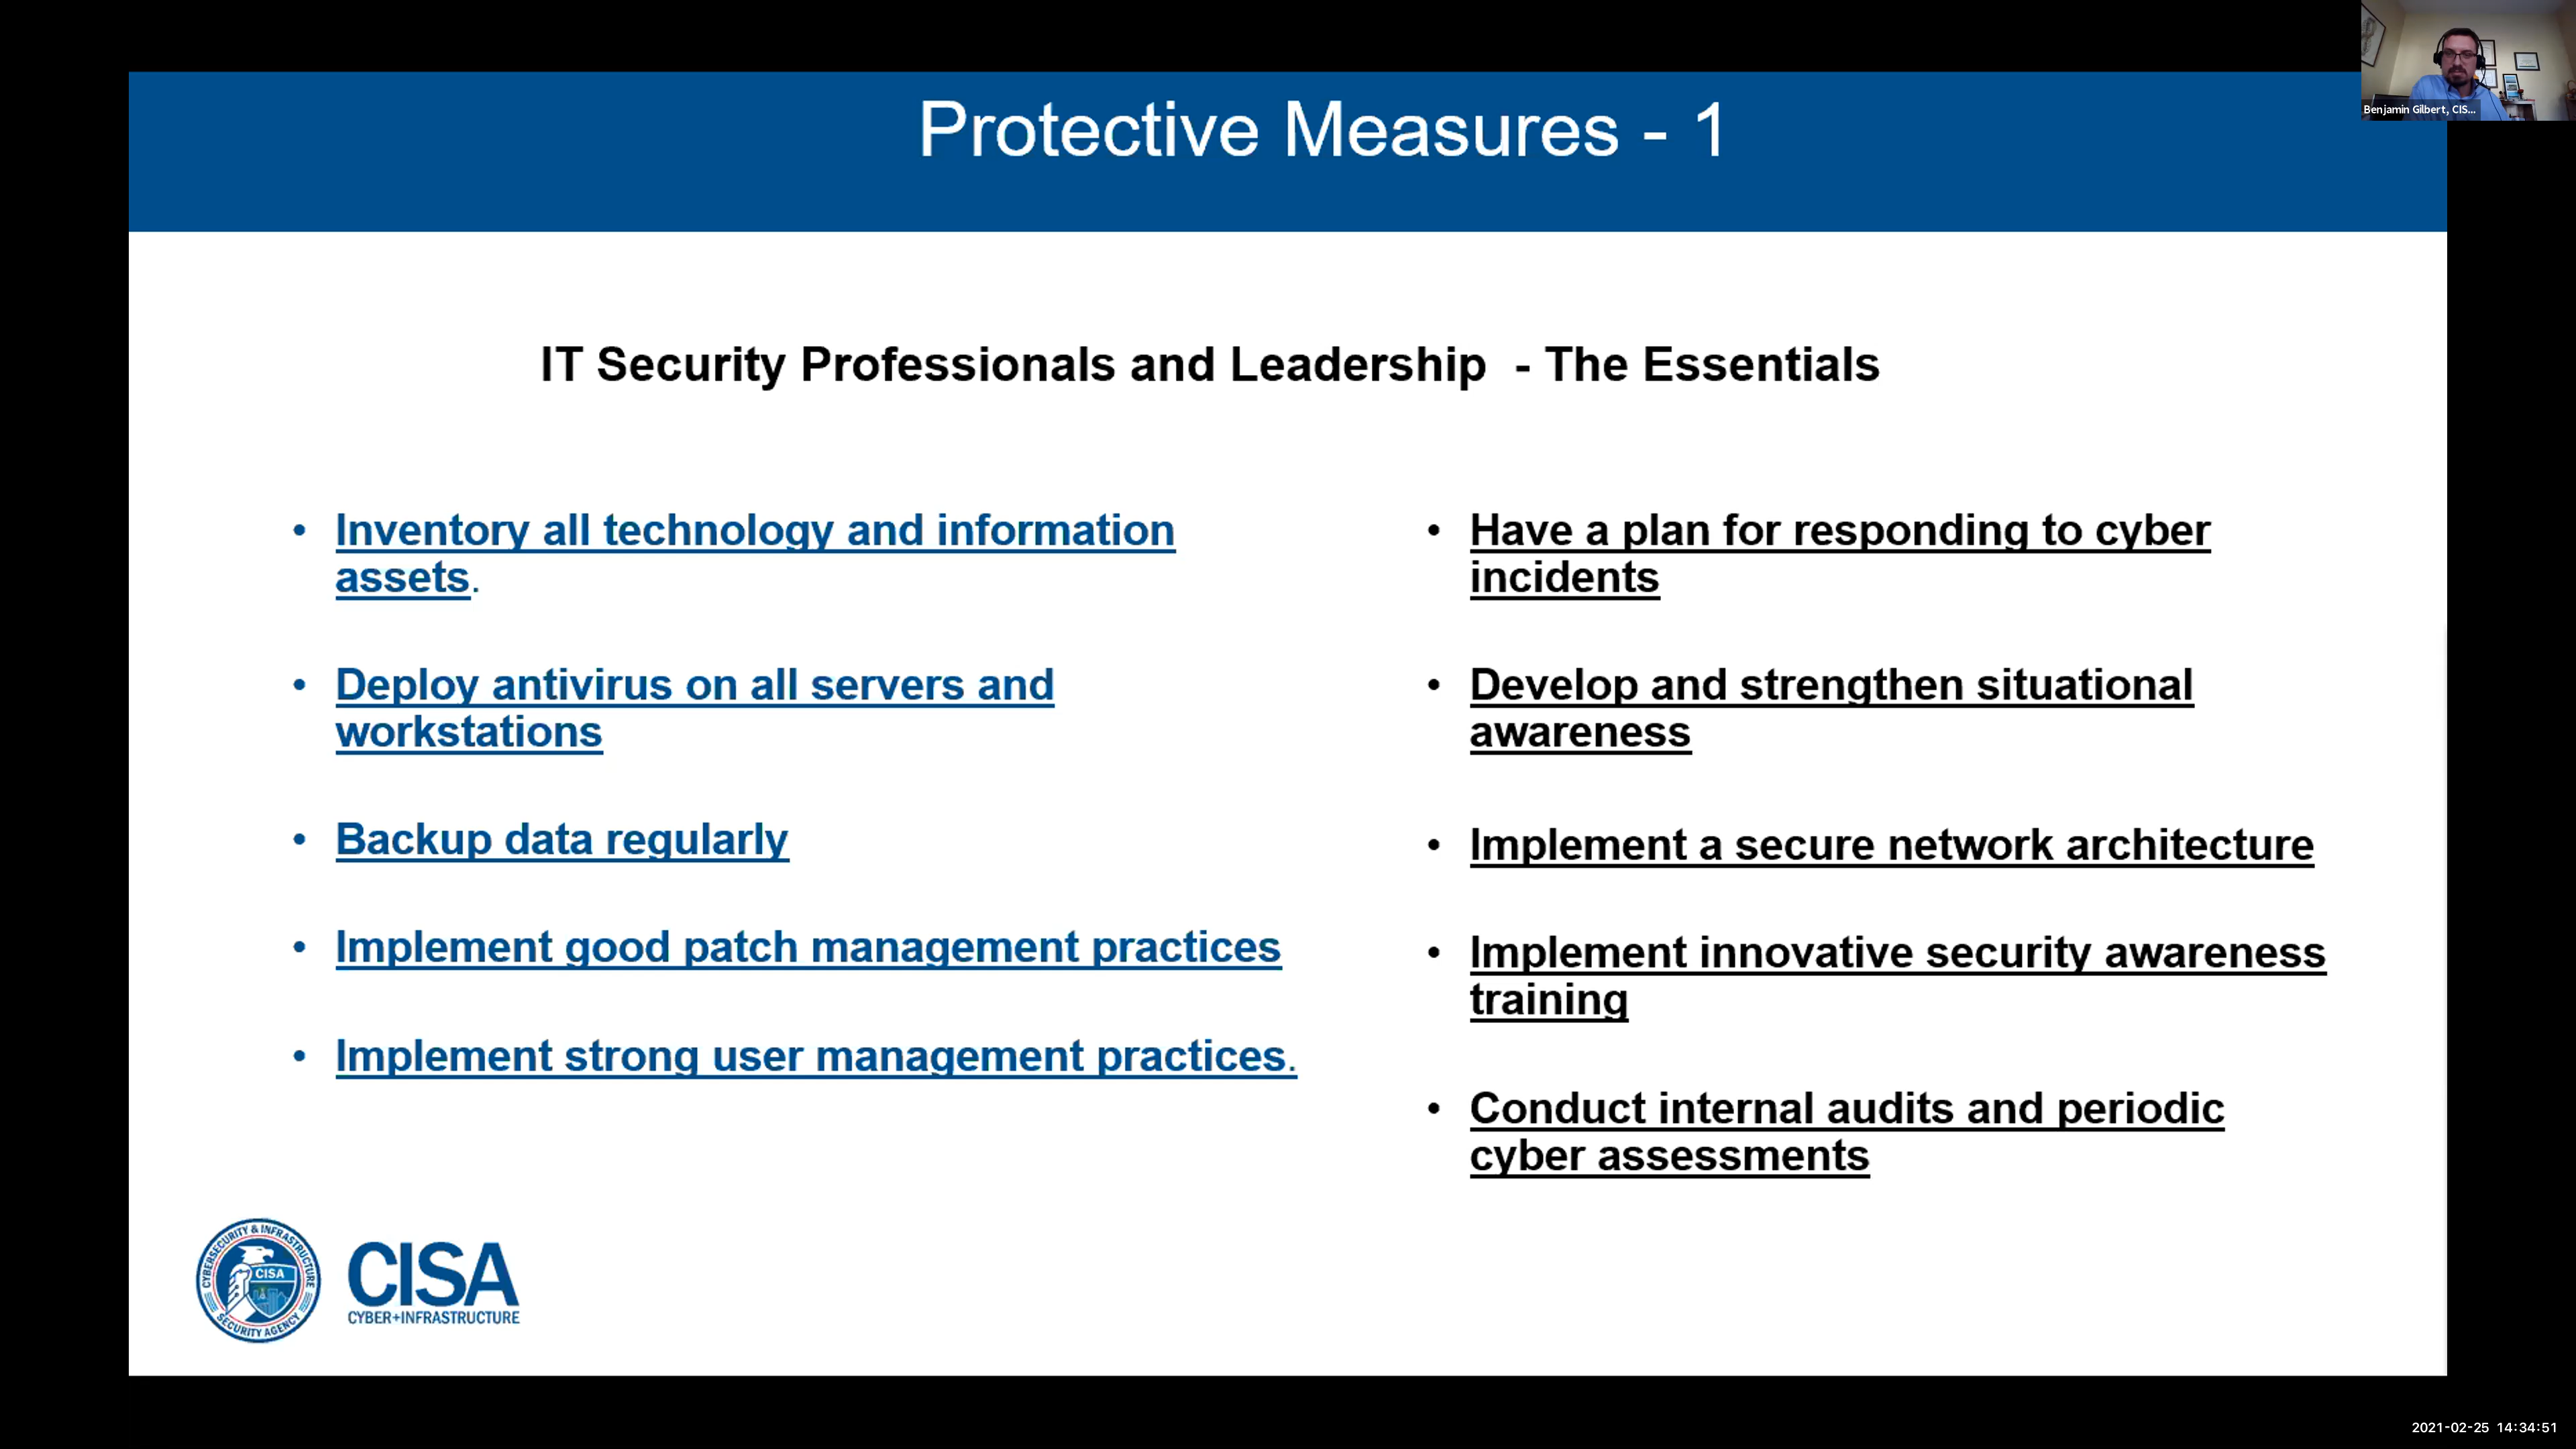 Protective Measures - 1
Benjamin Gilbert, CIS...
IT Security Professionals and Leadership - The Essentials
• Inventory all technology and information
assets.
• Deploy antivirus on all servers and
workstations
• Backup data regularly
• Implement good patch management practices
• Implement strong user management practices.
• Have a plan for responding to cyber
incidents
• Develop and strengthen situational
awareness
• Implement a secure network architecture
• Implement innovative security awareness
training
• Conduct internal audits and periodic
cyber assessments
CYBERSECURITY & INFRASTRUCTURE
SECURITY AGENCY
CISA
CISA
CYBER+INFRASTRUCTURE
2021-02-25 14:34:51